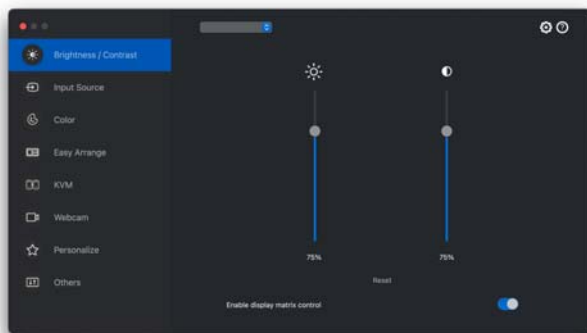 Brightness / Contrast
Input Source
Color
Easy Arrange
KVM
Webcam
Personalize
Others
75%
75%
Reset
Enable display matrix control